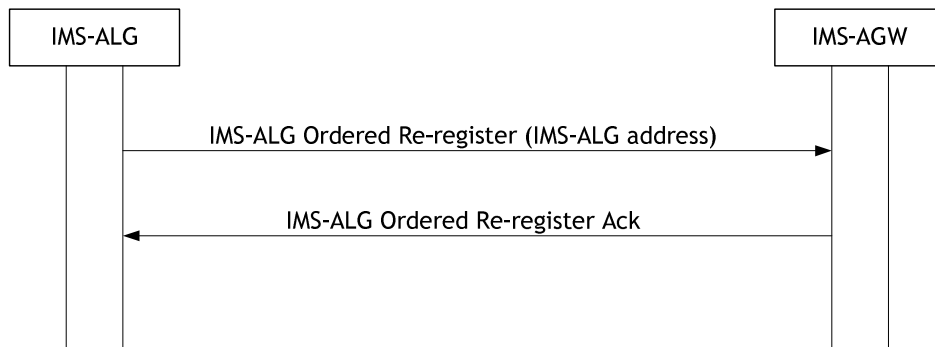 IMS-ALG
IMS-AGW
IMS-ALG Ordered Re-register (IMS-ALG address)
IMS-ALG Ordered Re-register Ack